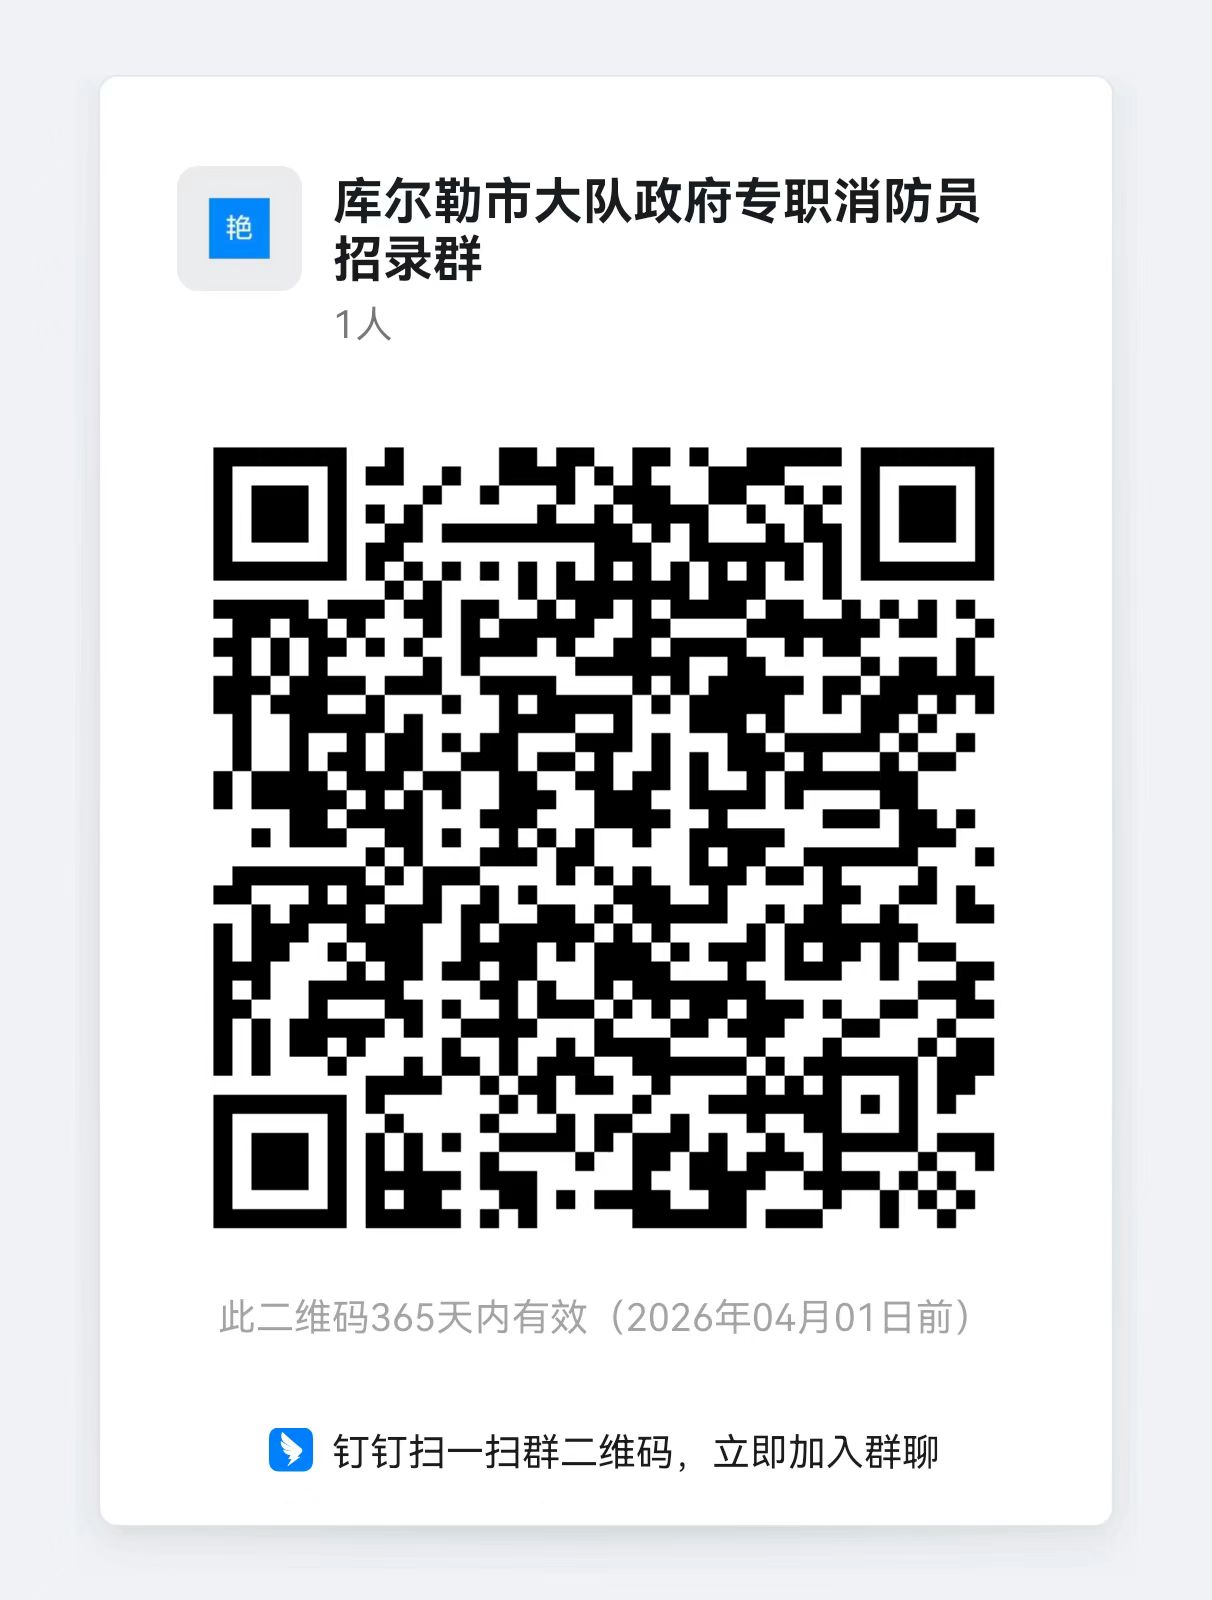 艳
库尔勒市大队政府专职消防员
招录群
1人
此二维码365天内有效（2026年04月01日前）
钉钉扫一扫群二维码，立即加入群聊